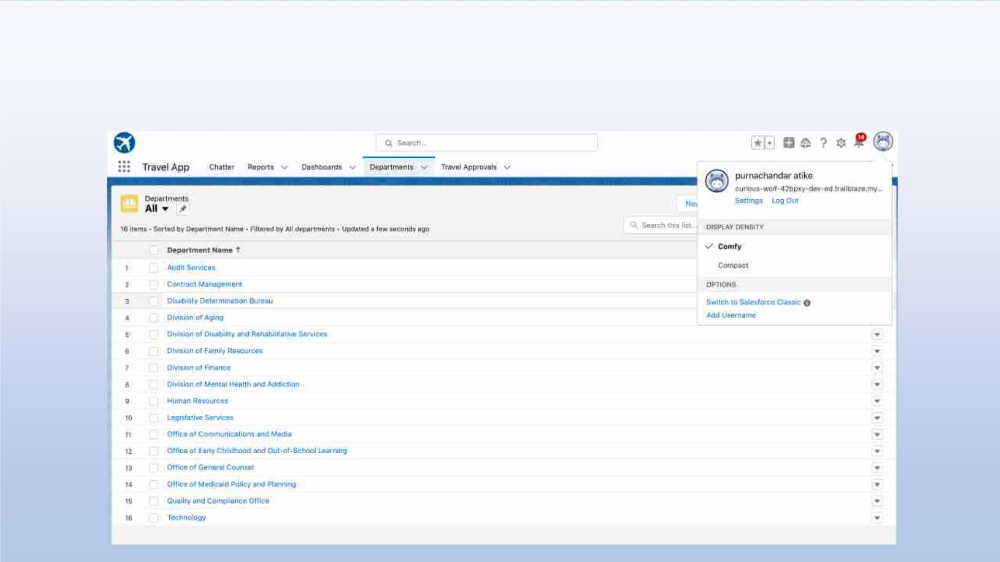 Search...
14
Travel App Chatter Reports Dashboards Departments Travel Approvals
purnachandar atike
curious-wolf-42bpxy-dev-ed.trailblaze.my...
Settings Log Out
Departments
All
New
16 items • Sorted by Department Name • Filtered by All departments • Updated a few seconds ago
Search this list...
DISPLAY DENSITY
Comfy
Compact
OPTIONS
Switch to Salesforce Classic
Add Username
Department Name ↑
1 Audit Services
2 Contract Management
3 Disability Determination Bureau
4 Division of Aging
5 Division of Disability and Rehabilitative Services
6 Division of Family Resources
7 Division of Finance
8 Division of Mental Health and Addiction
9 Human Resources
10 Legislative Services
11 Office of Communications and Media
12 Office of Early Childhood and Out-of-School Learning
13 Office of General Counsel
14 Office of Medicaid Policy and Planning
15 Quality and Compliance Office
16 Technology